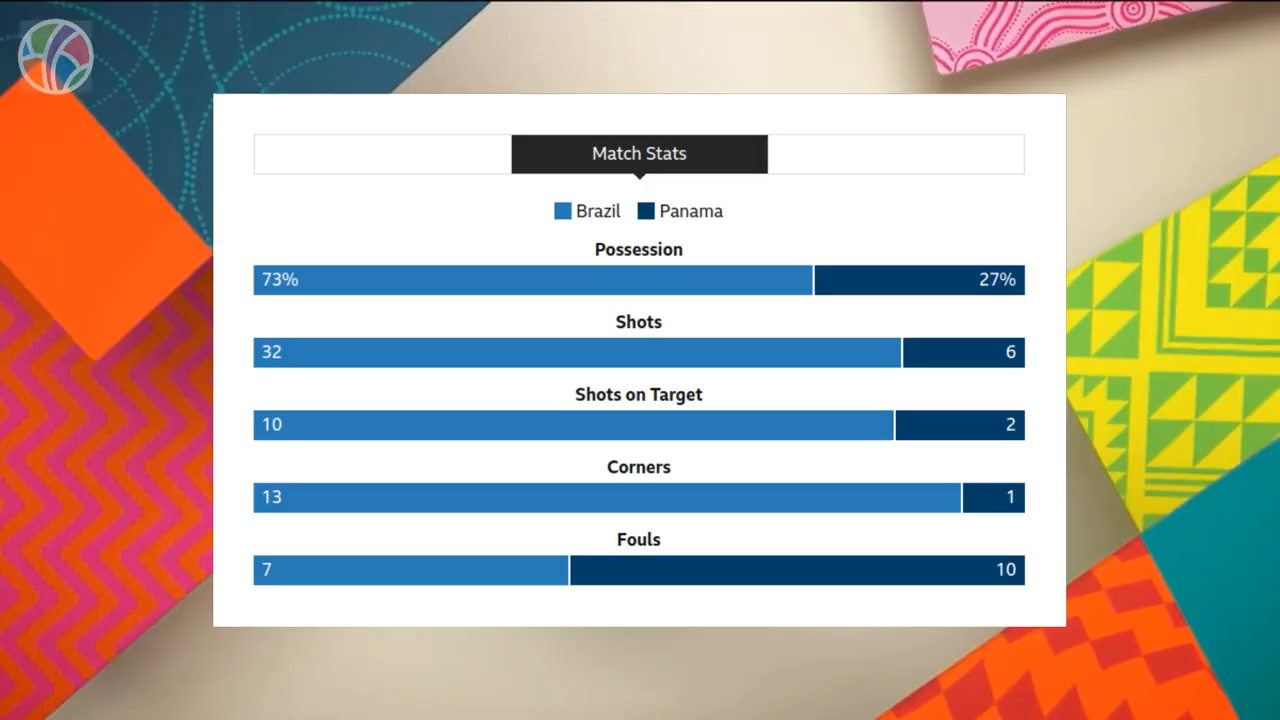 Match Stats
Brazil Panama
Possession
73% 27%
Shots
32 6
Shots on Target
10 2
Corners
13 1
Fouls
7 10